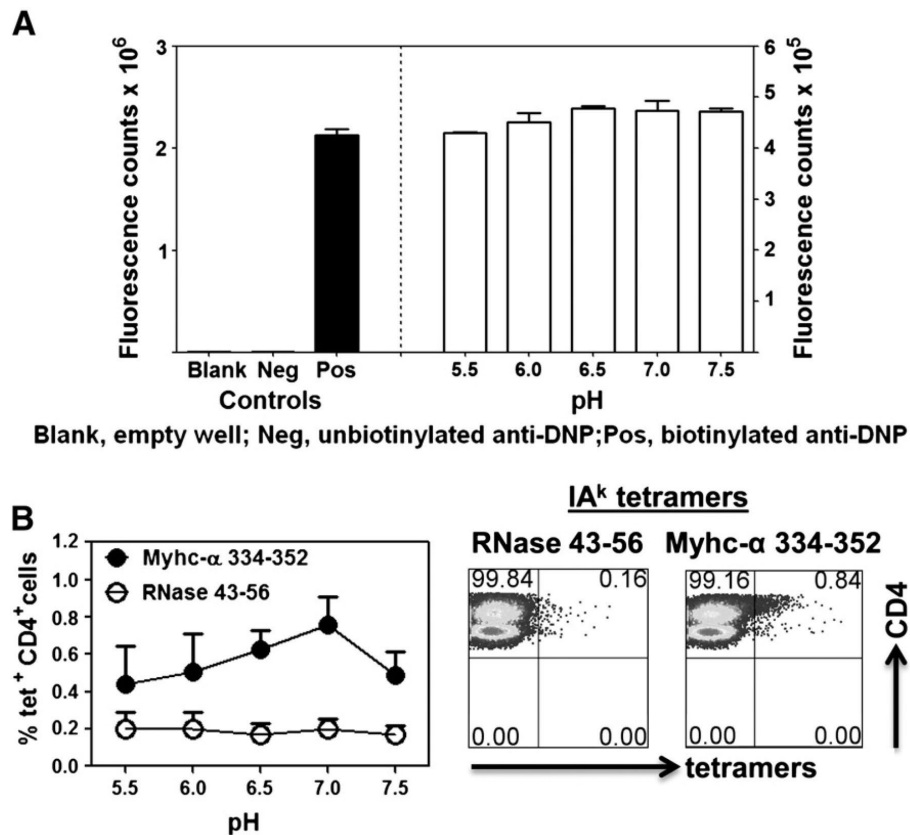 A
Fluorescence counts x 10⁶
3
2
1
Blank Neg Pos
Controls
5.5 6.0 6.5 7.0 7.5
pH
6
5
4
3
2
1
Fluorescence counts x 10⁵
Blank, empty well; Neg, unbiotinylated anti-DNP;Pos, biotinylated anti-DNP
B
% tet⁺ CD4⁺cells
1.2
1.0
0.8
0.6
0.4
0.2
0.0
Myhc-α 334-352
RNase 43-56
5.5 6.0 6.5 7.0 7.5
pH
IAᵏ tetramers
RNase 43-56 Myhc-α 334-352
99.84 0.16
0.00 0.00
99.16 0.84
0.00 0.00
CD4
tetramers